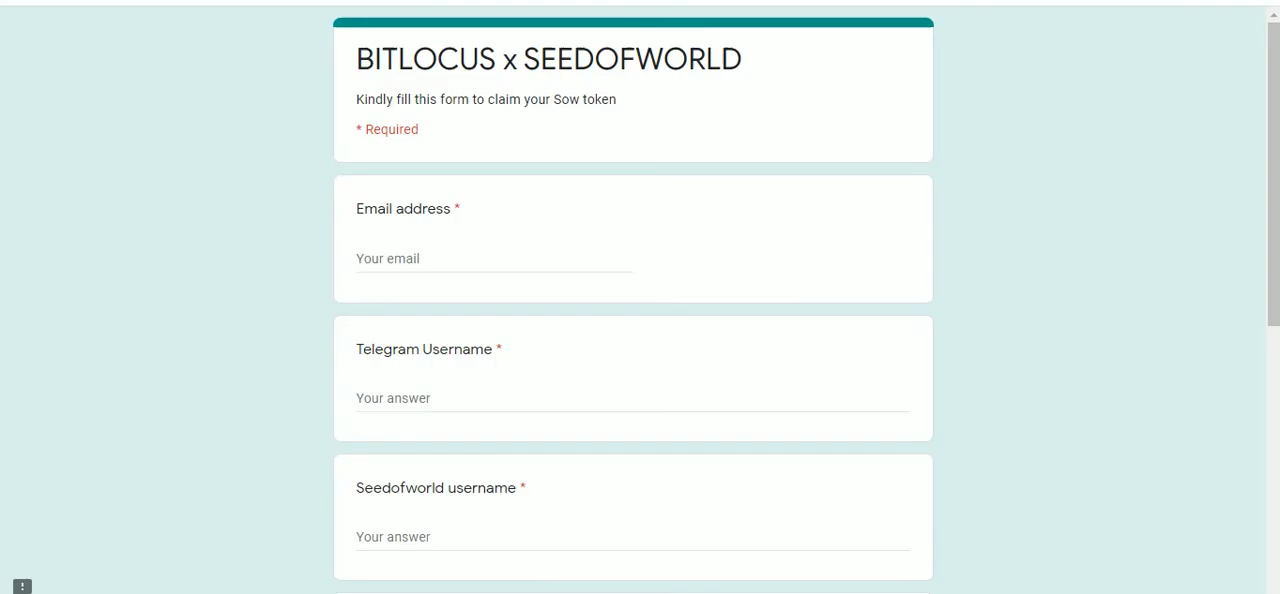 BITLOCUS x SEEDOFWORLD
Kindly fill this form to claim your Sow token
* Required
Email address *
Your email
Telegram Username *
Your answer
Seedofworld username *
Your answer
!